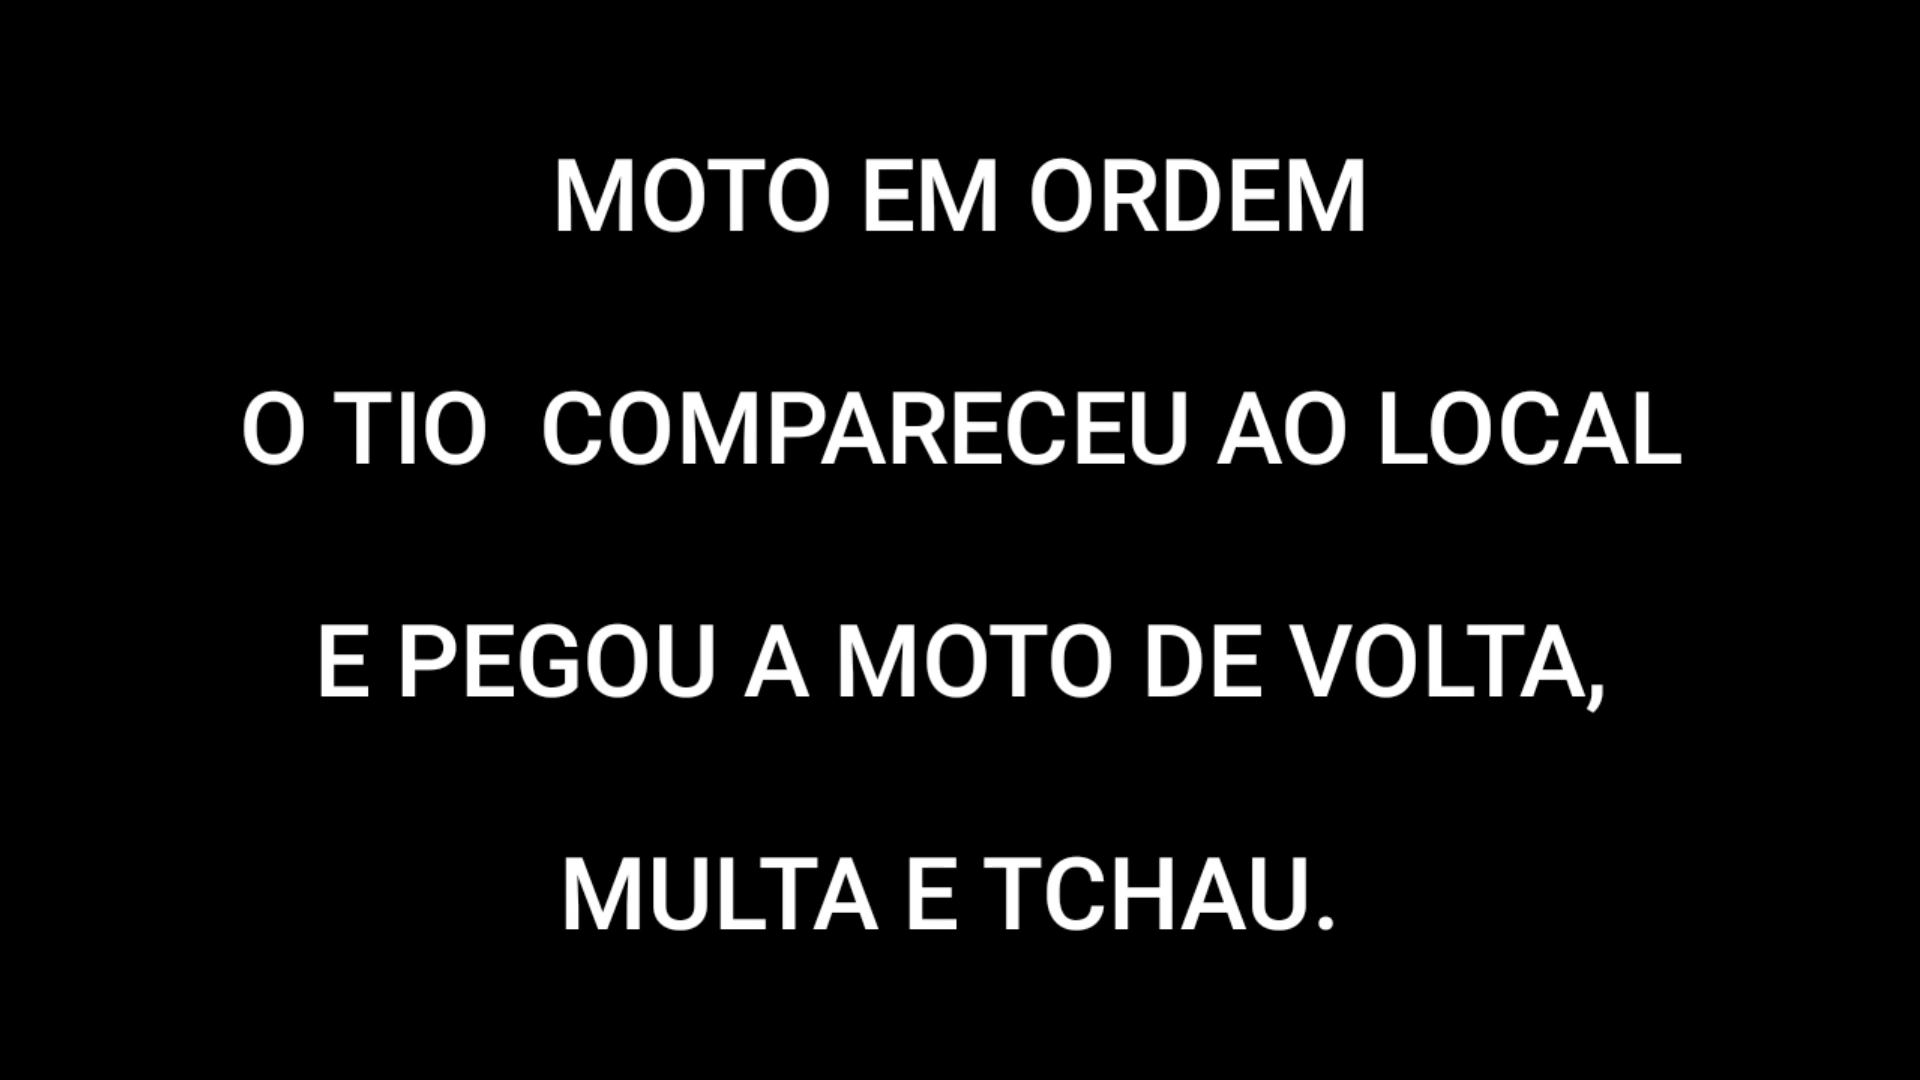 MOTO EM ORDEM
O TIO  COMPARECEU AO LOCAL
E PEGOU A MOTO DE VOLTA,
MULTA E TCHAU.